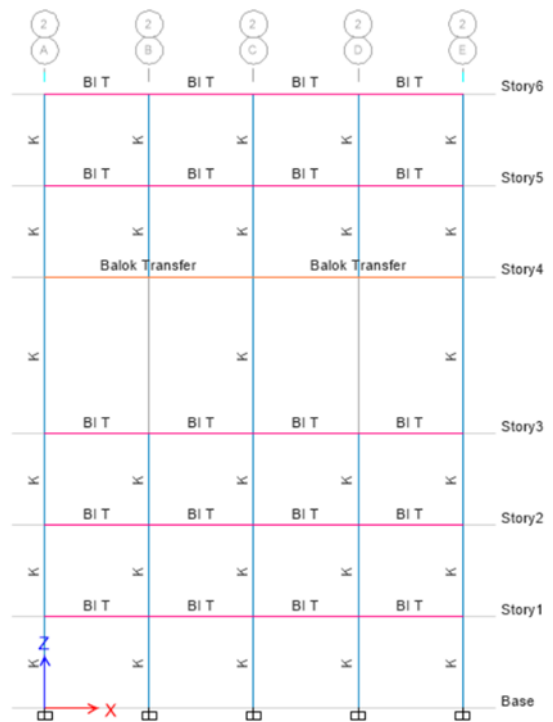 2 2 2 2 2
A B C D E
BI T BI T BI T BI T Story6
K K K K K
BI T BI T BI T BI T Story5
K K K K K
Balok Transfer Balok Transfer Story4
K K K
BI T BI T BI T BI T Story3
K K K K K
BI T BI T BI T BI T Story2
K K K K K
BI T BI T BI T BI T Story1
Z
K K K K K
X Base